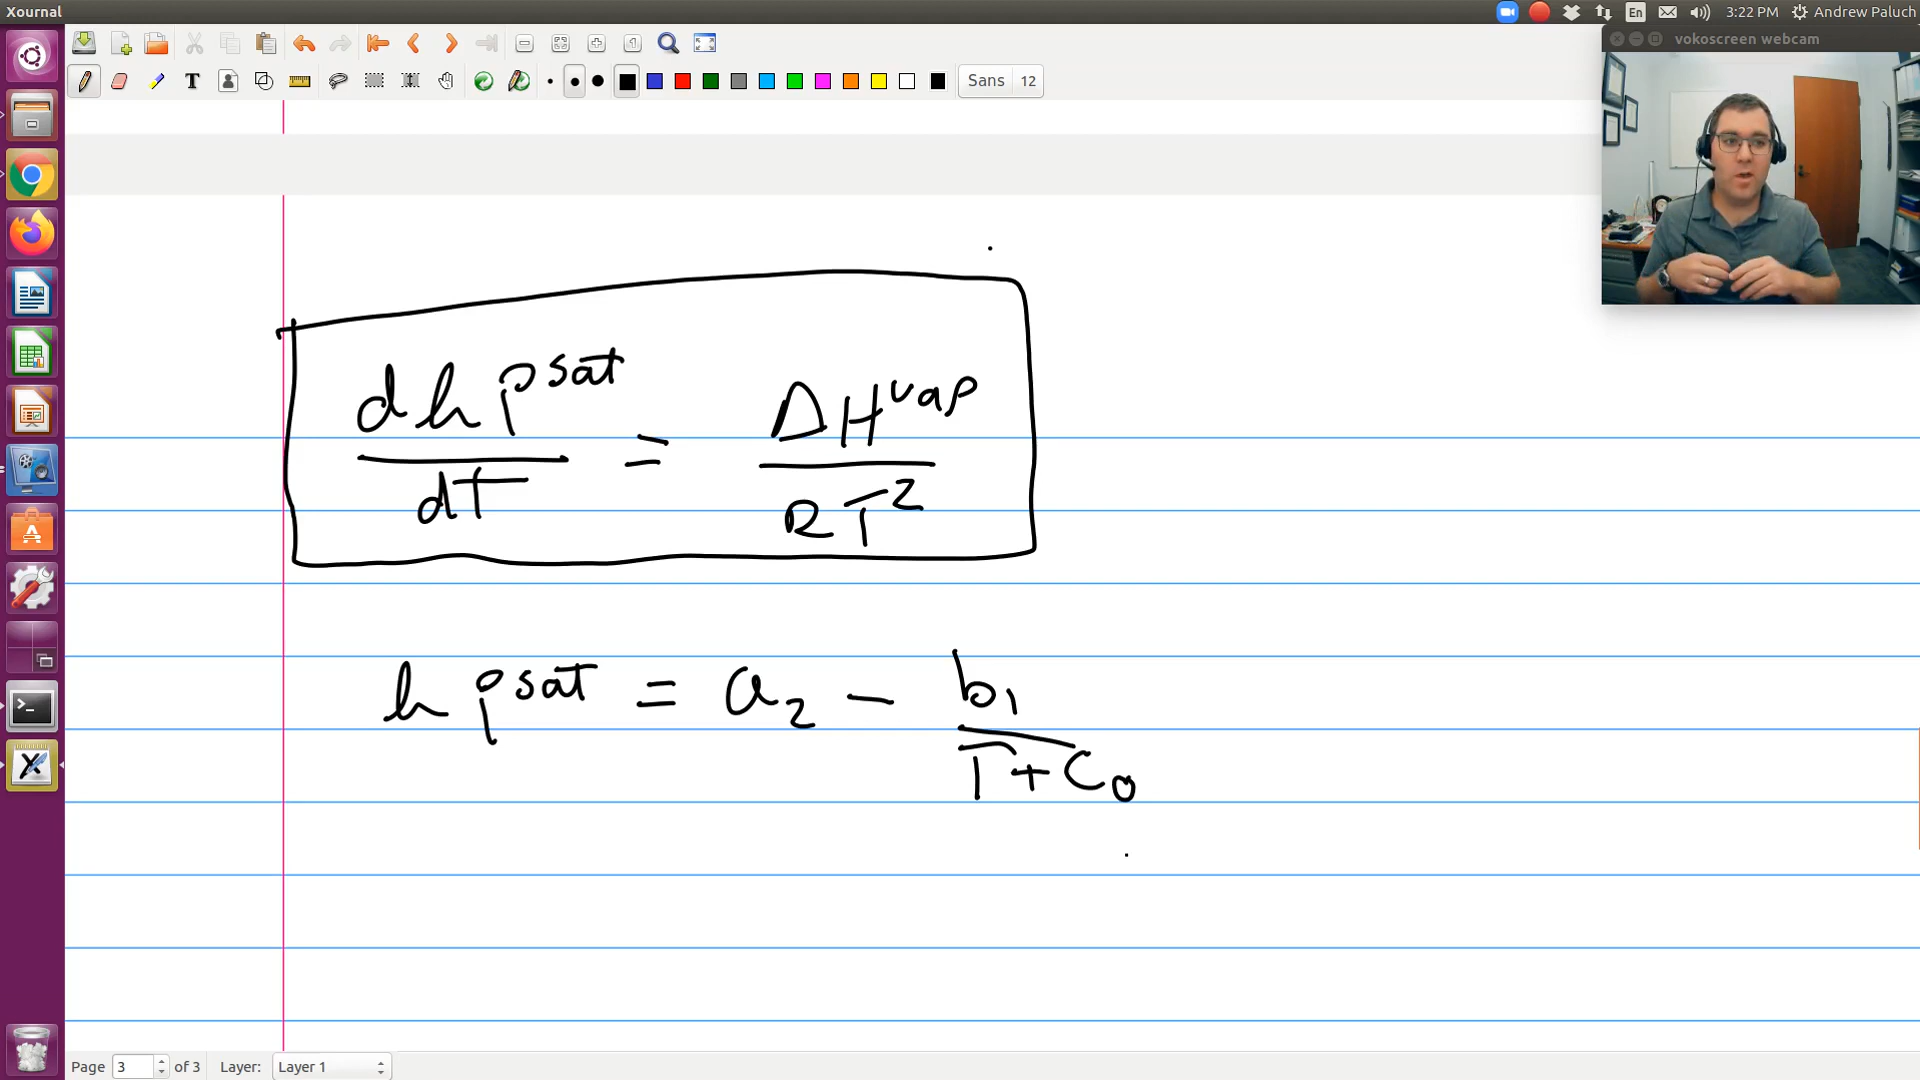 Xournal
En
3:22 PM
Andrew Paluch
vokoscreen webcam
Sans 12
d ln p^sat / dT = ΔH^vap / RT^2
ln p^sat = a_2 - b_1 / T + C_0
Page 3 of 3 Layer: Layer 1